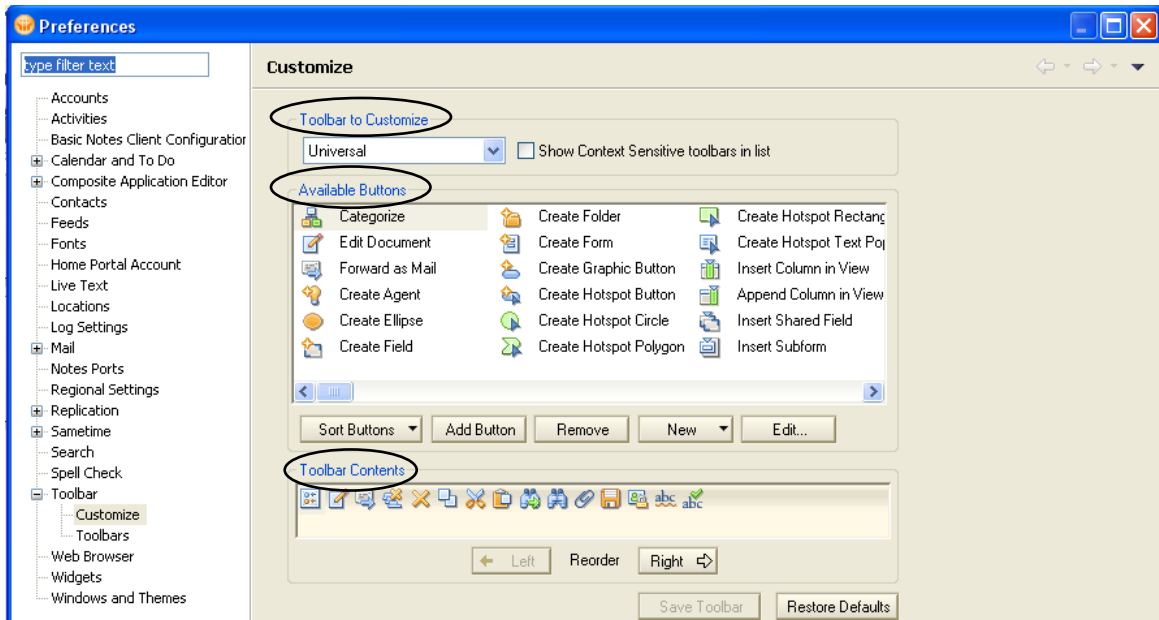 Preferences
type filter text
Accounts
Activities
Basic Notes Client Configuration
Calendar and To Do
Composite Application Editor
Contacts
Feeds
Fonts
Home Portal Account
Live Text
Locations
Log Settings
Mail
Notes Ports
Regional Settings
Replication
Sametime
Search
Spell Check
Toolbar
Customize
Toolbars
Web Browser
Widgets
Windows and Themes
Customize
Toolbar to Customize
Universal
Show Context Sensitive toolbars in list
Available Buttons
Categorize Create Folder Create Hotspot Rectang
Edit Document Create Form Create Hotspot Text Pop
Forward as Mail Create Graphic Button Insert Column in View
Create Agent Create Hotspot Button Append Column in View
Create Ellipse Create Hotspot Circle Insert Shared Field
Create Field Create Hotspot Polygon Insert Subform
Sort Buttons Add Button Remove New Edit...
Toolbar Contents
abc abc
Left Reorder Right
Save Toolbar Restore Defaults